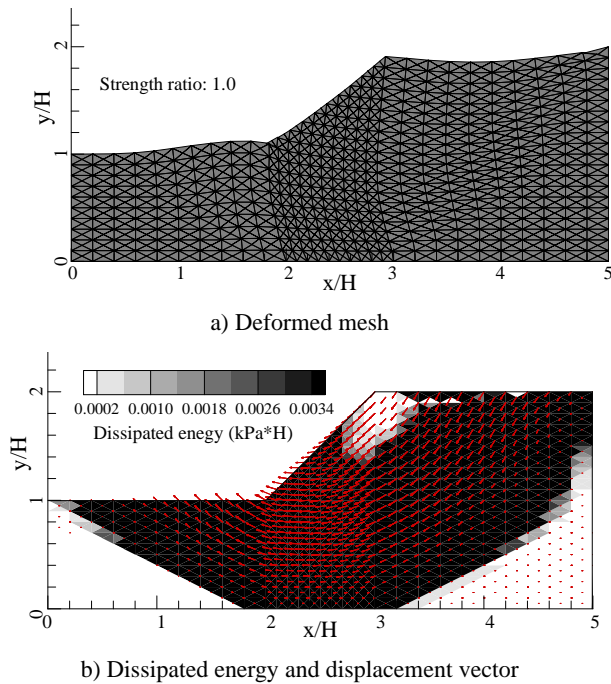 2
Strength ratio: 1.0
y/H
1
0
0 1 2 3 4 5
x/H
a) Deformed mesh
2
0.0002 0.0010 0.0018 0.0026 0.0034
Dissipated enegy (kPa*H)
y/H
1
0
0 1 2 3 4 5
x/H
b) Dissipated energy and displacement vector